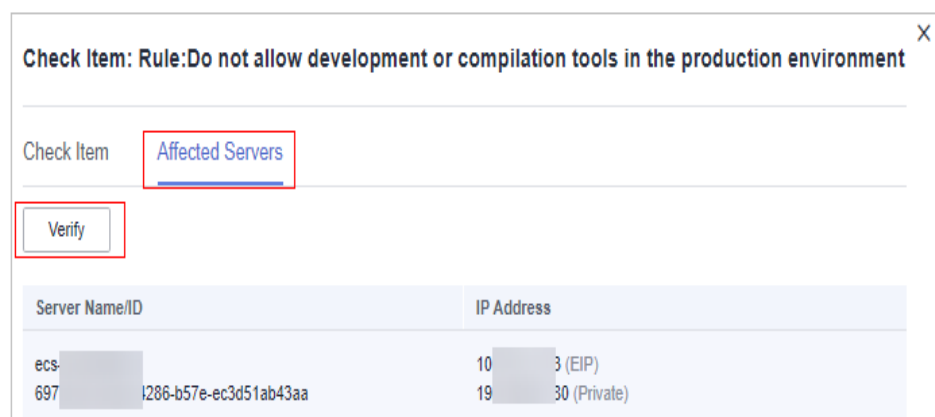 Check Item: Rule:Do not allow development or compilation tools in the production environment
Check Item Affected Servers
Verify
Server Name/ID IP Address
ecs- 10 3 (EIP)
697 4286-b57e-ec3d51ab43aa 19 30 (Private)